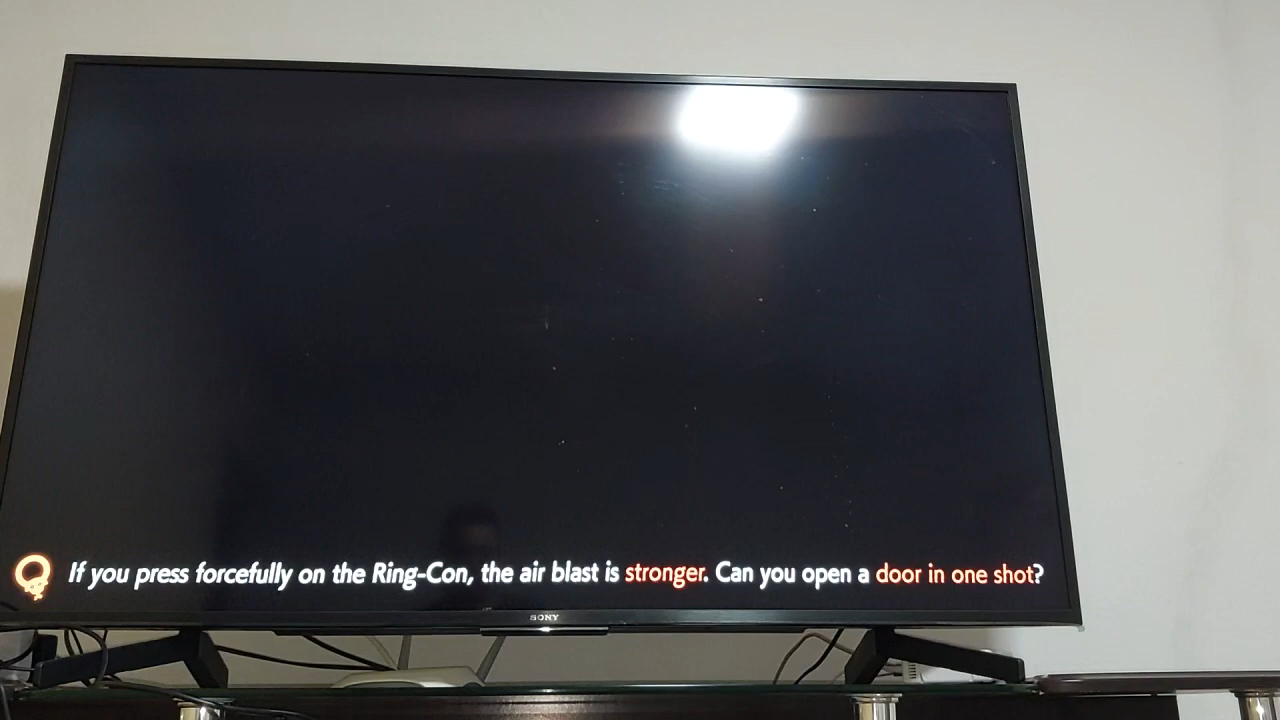 If you press forcefully on the Ring-Con, the air blast is stronger. Can you open a door in one shot?
SONY